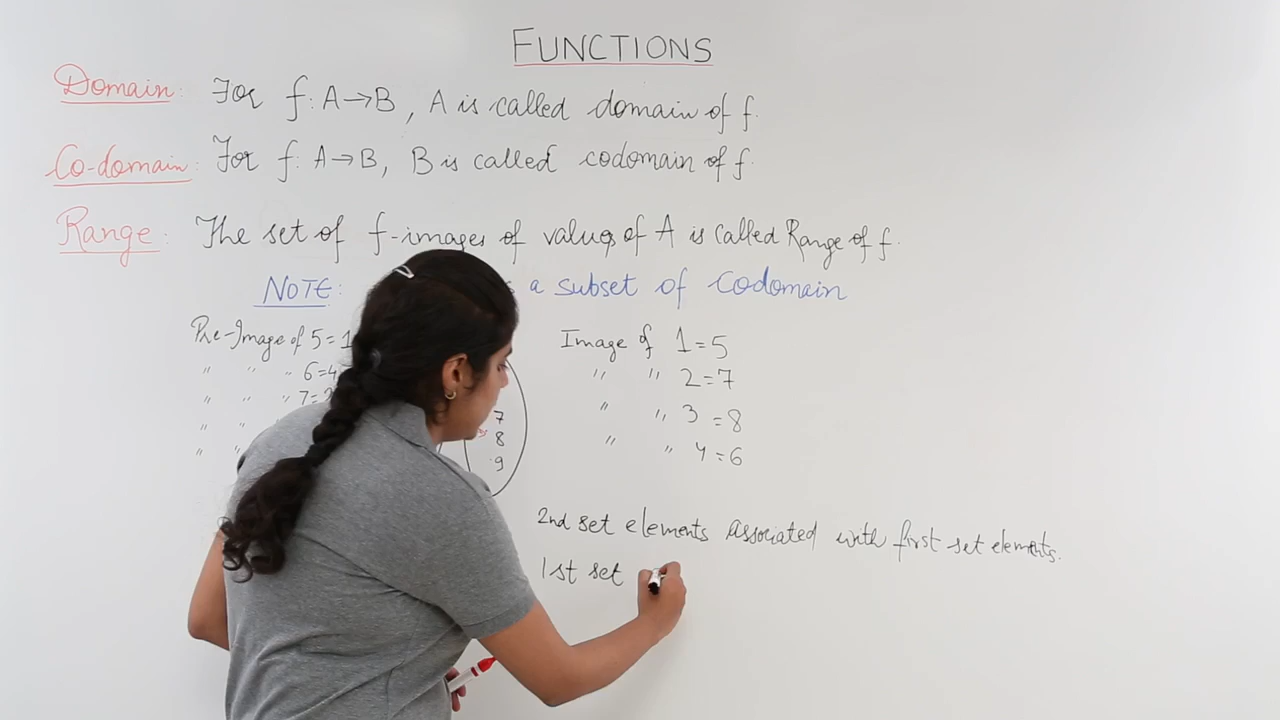 FUNCTIONS
Domain: For f: A→B, A is called domain of f.
Co-domain: For f: A→B, B is called codomain of f.
Range: The set of f-images of values of A is called Range of f.
NOTE: a subset of Codomain
Pre-Image of 5=1
" " " 6=4
" " " 7=2
" "
" "
7
8
9
Image of 1=5
" " 2=7
" " 3=8
" " 4=6
2nd set elements associated with first set elements.
1st set